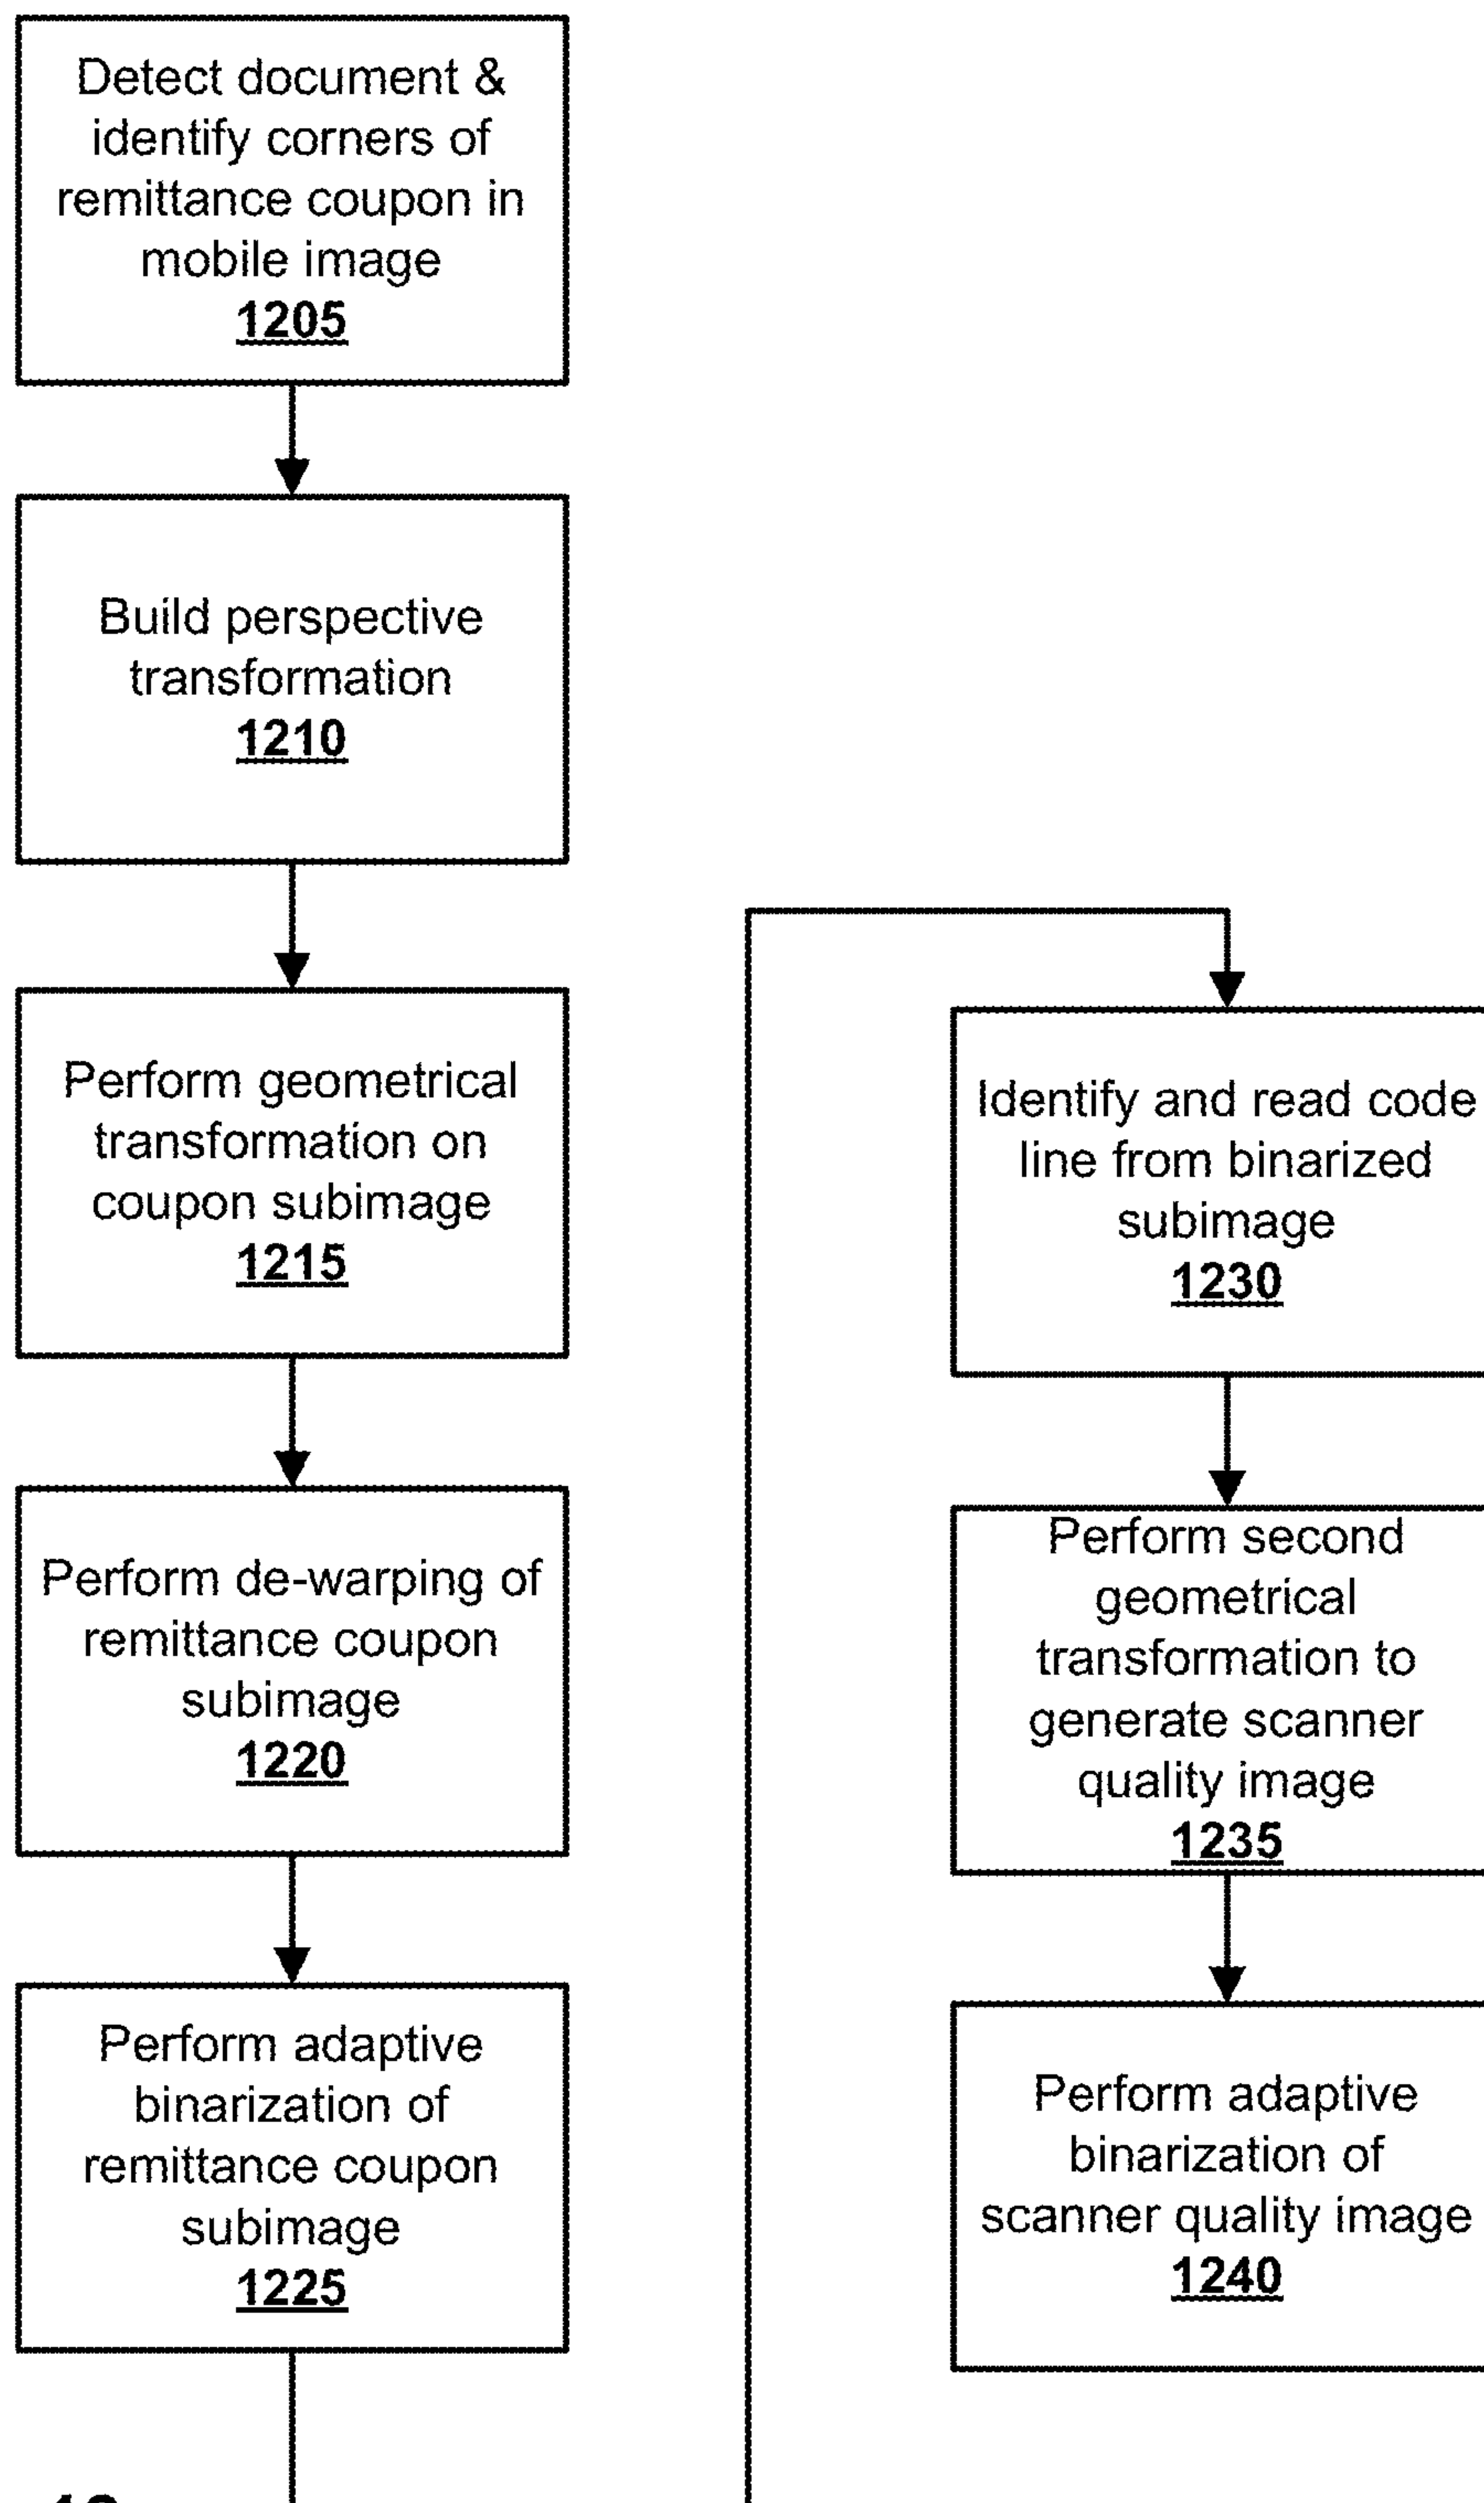 Detect document &
identify corners of
remittance coupon in
mobile image
1205
Build perspective
transformation
1210
Perform geometrical
transformation on
coupon subimage
1215
Perform de-warping of
remittance coupon
subimage
1220
Perform adaptive
binarization of
remittance coupon
subimage
1225
Identify and read code
line from binarized
subimage
1230
Perform second
geometrical
transformation to
generate scanner
quality image
1235
Perform adaptive
binarization of
scanner quality image
1240